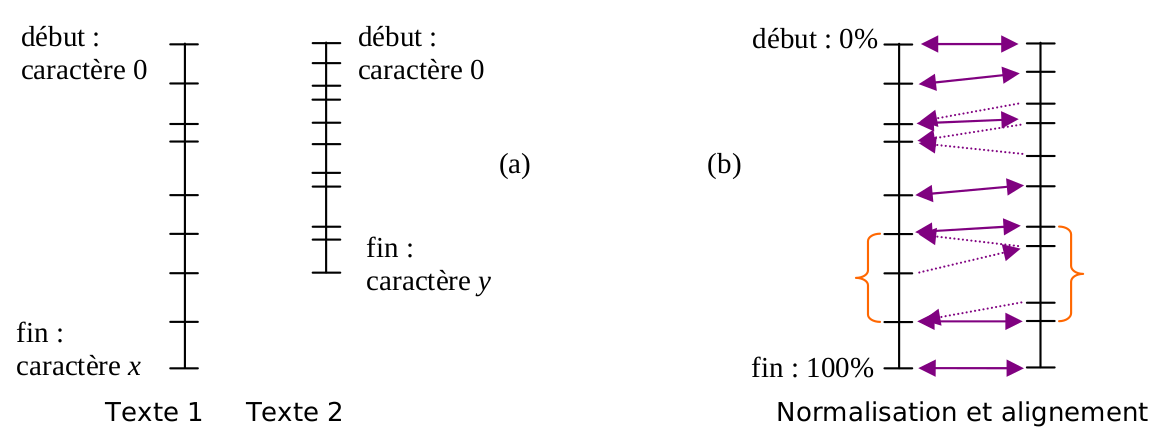 début :
caractère 0
début :
caractère 0
début : 0%
(a)
(b)
fin :
caractère y
fin :
caractère x
fin : 100%
Texte 1
Texte 2
Normalisation et alignement